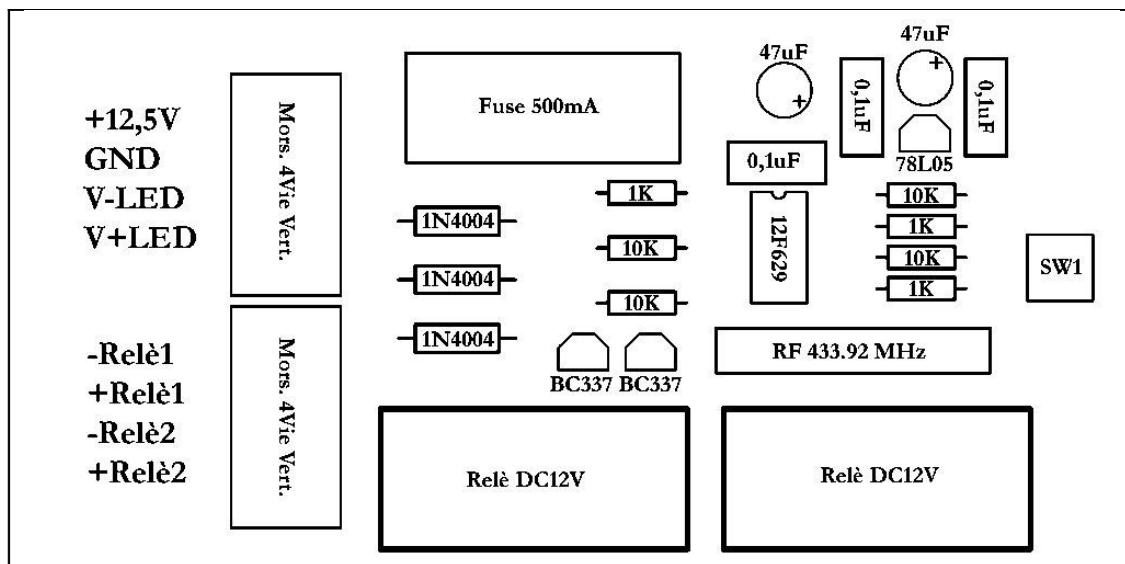 +12,5V
GND
V-LED
V+LED
-Relè1
+Relè1
-Relè2
+Relè2
Mors. 4Vie Vert.
Mors. 4Vie Vert.
Fuse 500mA
1N4004
1N4004
1N4004
1K
10K
10K
BC337
BC337
47uF
+
0,1uF
47uF
+
0,1uF
0,1uF
78L05
12F629
10K
1K
10K
1K
SW1
RF 433.92 MHz
Relè DC12V
Relè DC12V